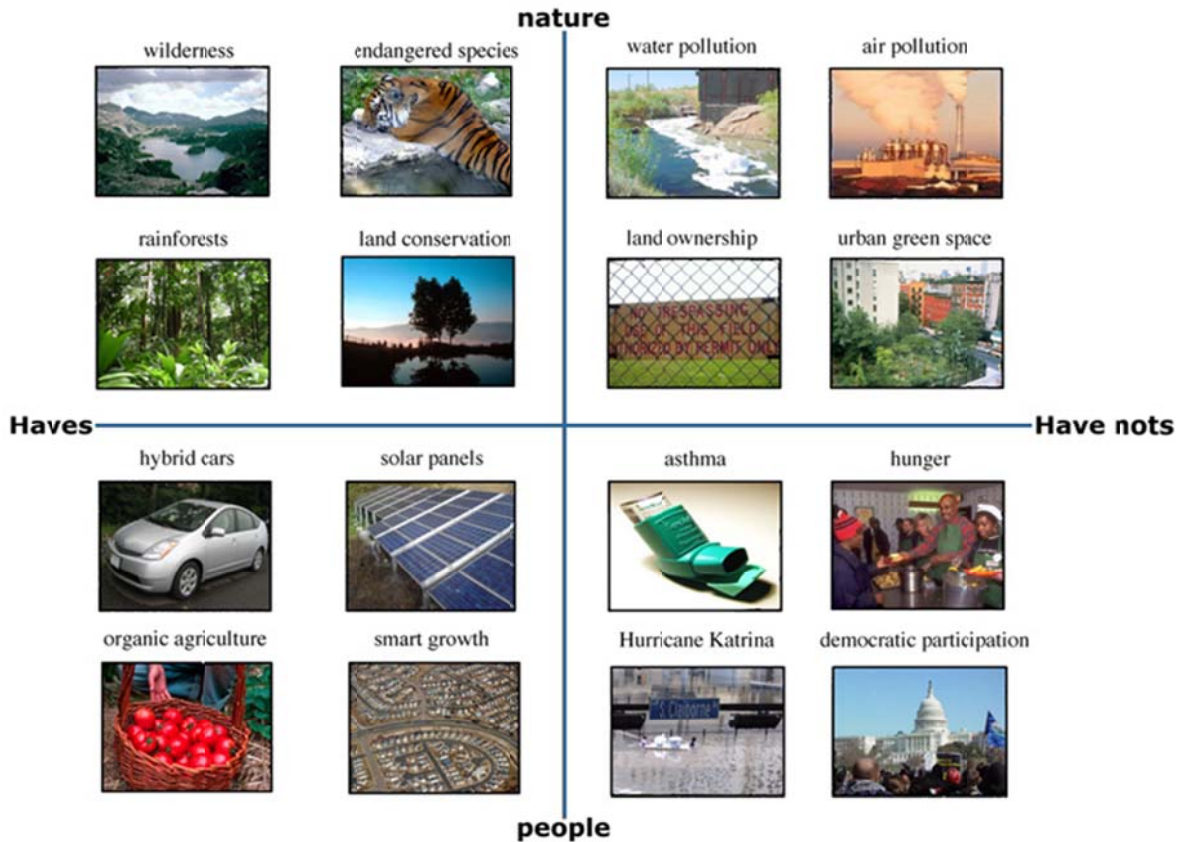 nature
wilderness
endangered species
water pollution
air pollution
rainforests
land conservation
land ownership
urban green space
NO TRESPASSING
USE OF THIS FIELD
BY PERMIT ONLY
Haves
Have nots
hybrid cars
solar panels
asthma
hunger
organic agriculture
smart growth
Hurricane Katrina
democratic participation
S. Claiborne
people